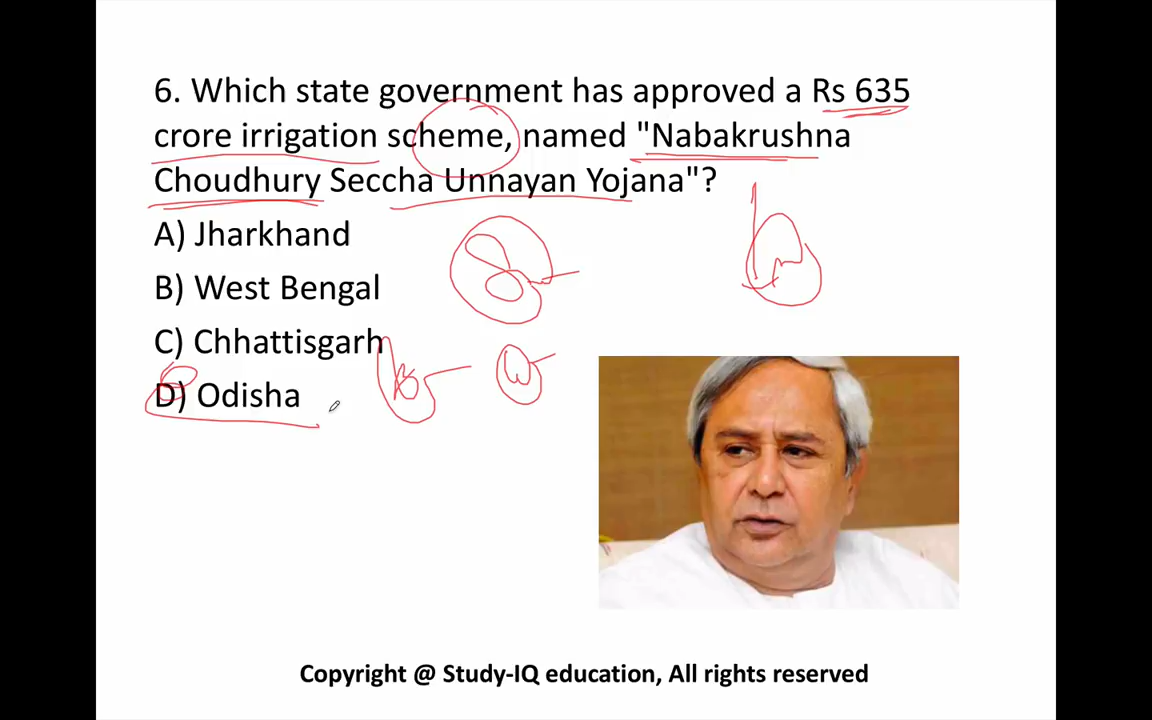 6. Which state government has approved a Rs 635
crore irrigation scheme, named "Nabakrushna
Choudhury Seccha Unnayan Yojana"?
A) Jharkhand
B) West Bengal
C) Chhattisgarh
D) Odisha
Copyright @ Study-IQ education, All rights reserved